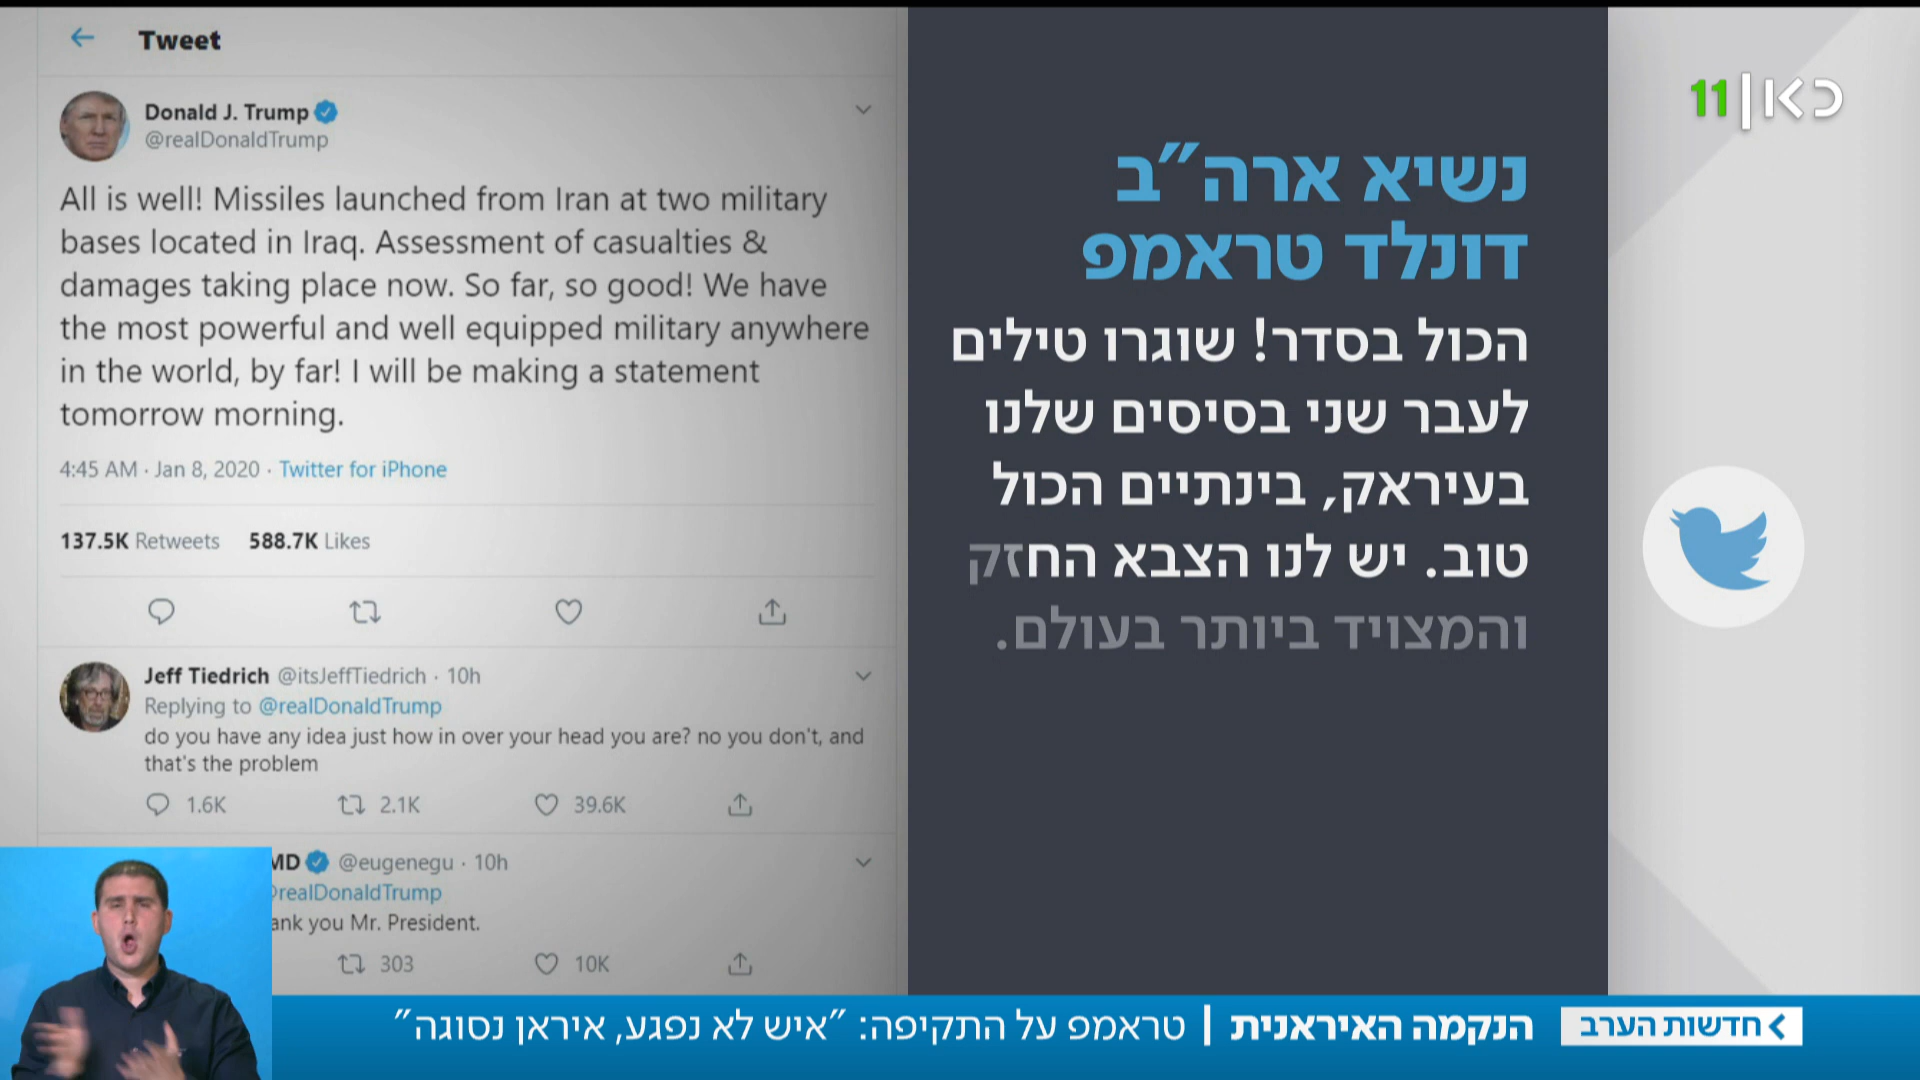 Tweet
Donald J. Trump
@realDonaldTrump
All is well! Missiles launched from Iran at two military
bases located in Iraq. Assessment of casualties &
damages taking place now. So far, so good! We have
the most powerful and well equipped military anywhere
in the world, by far! I will be making a statement
tomorrow morning.
4:45 AM · Jan 8, 2020 · Twitter for iPhone
137.5K Retweets 588.7K Likes
Jeff Tiedrich @itsJeffTiedrich · 10h
Replying to @realDonaldTrump
do you have any idea just how in over your head you are? no you don't, and
that's the problem
1.6K 2.1K 39.6K
MD @eugenegu · 10h
@realDonaldTrump
ank you Mr. President.
303 10K
כאן|11
נשיא ארה״ב
דונלד טראמפ
הכול בסדר! שוגרו טילים
לעבר שני בסיסים שלנו
בעיראק, בינתיים הכול
טוב. יש לנו הצבא החזק
והמצויד ביותר בעולם.
חדשות הערב
הנקמה האיראנית | טראמפ על התקיפה: ״איש לא נפגע, איראן נסוגה״